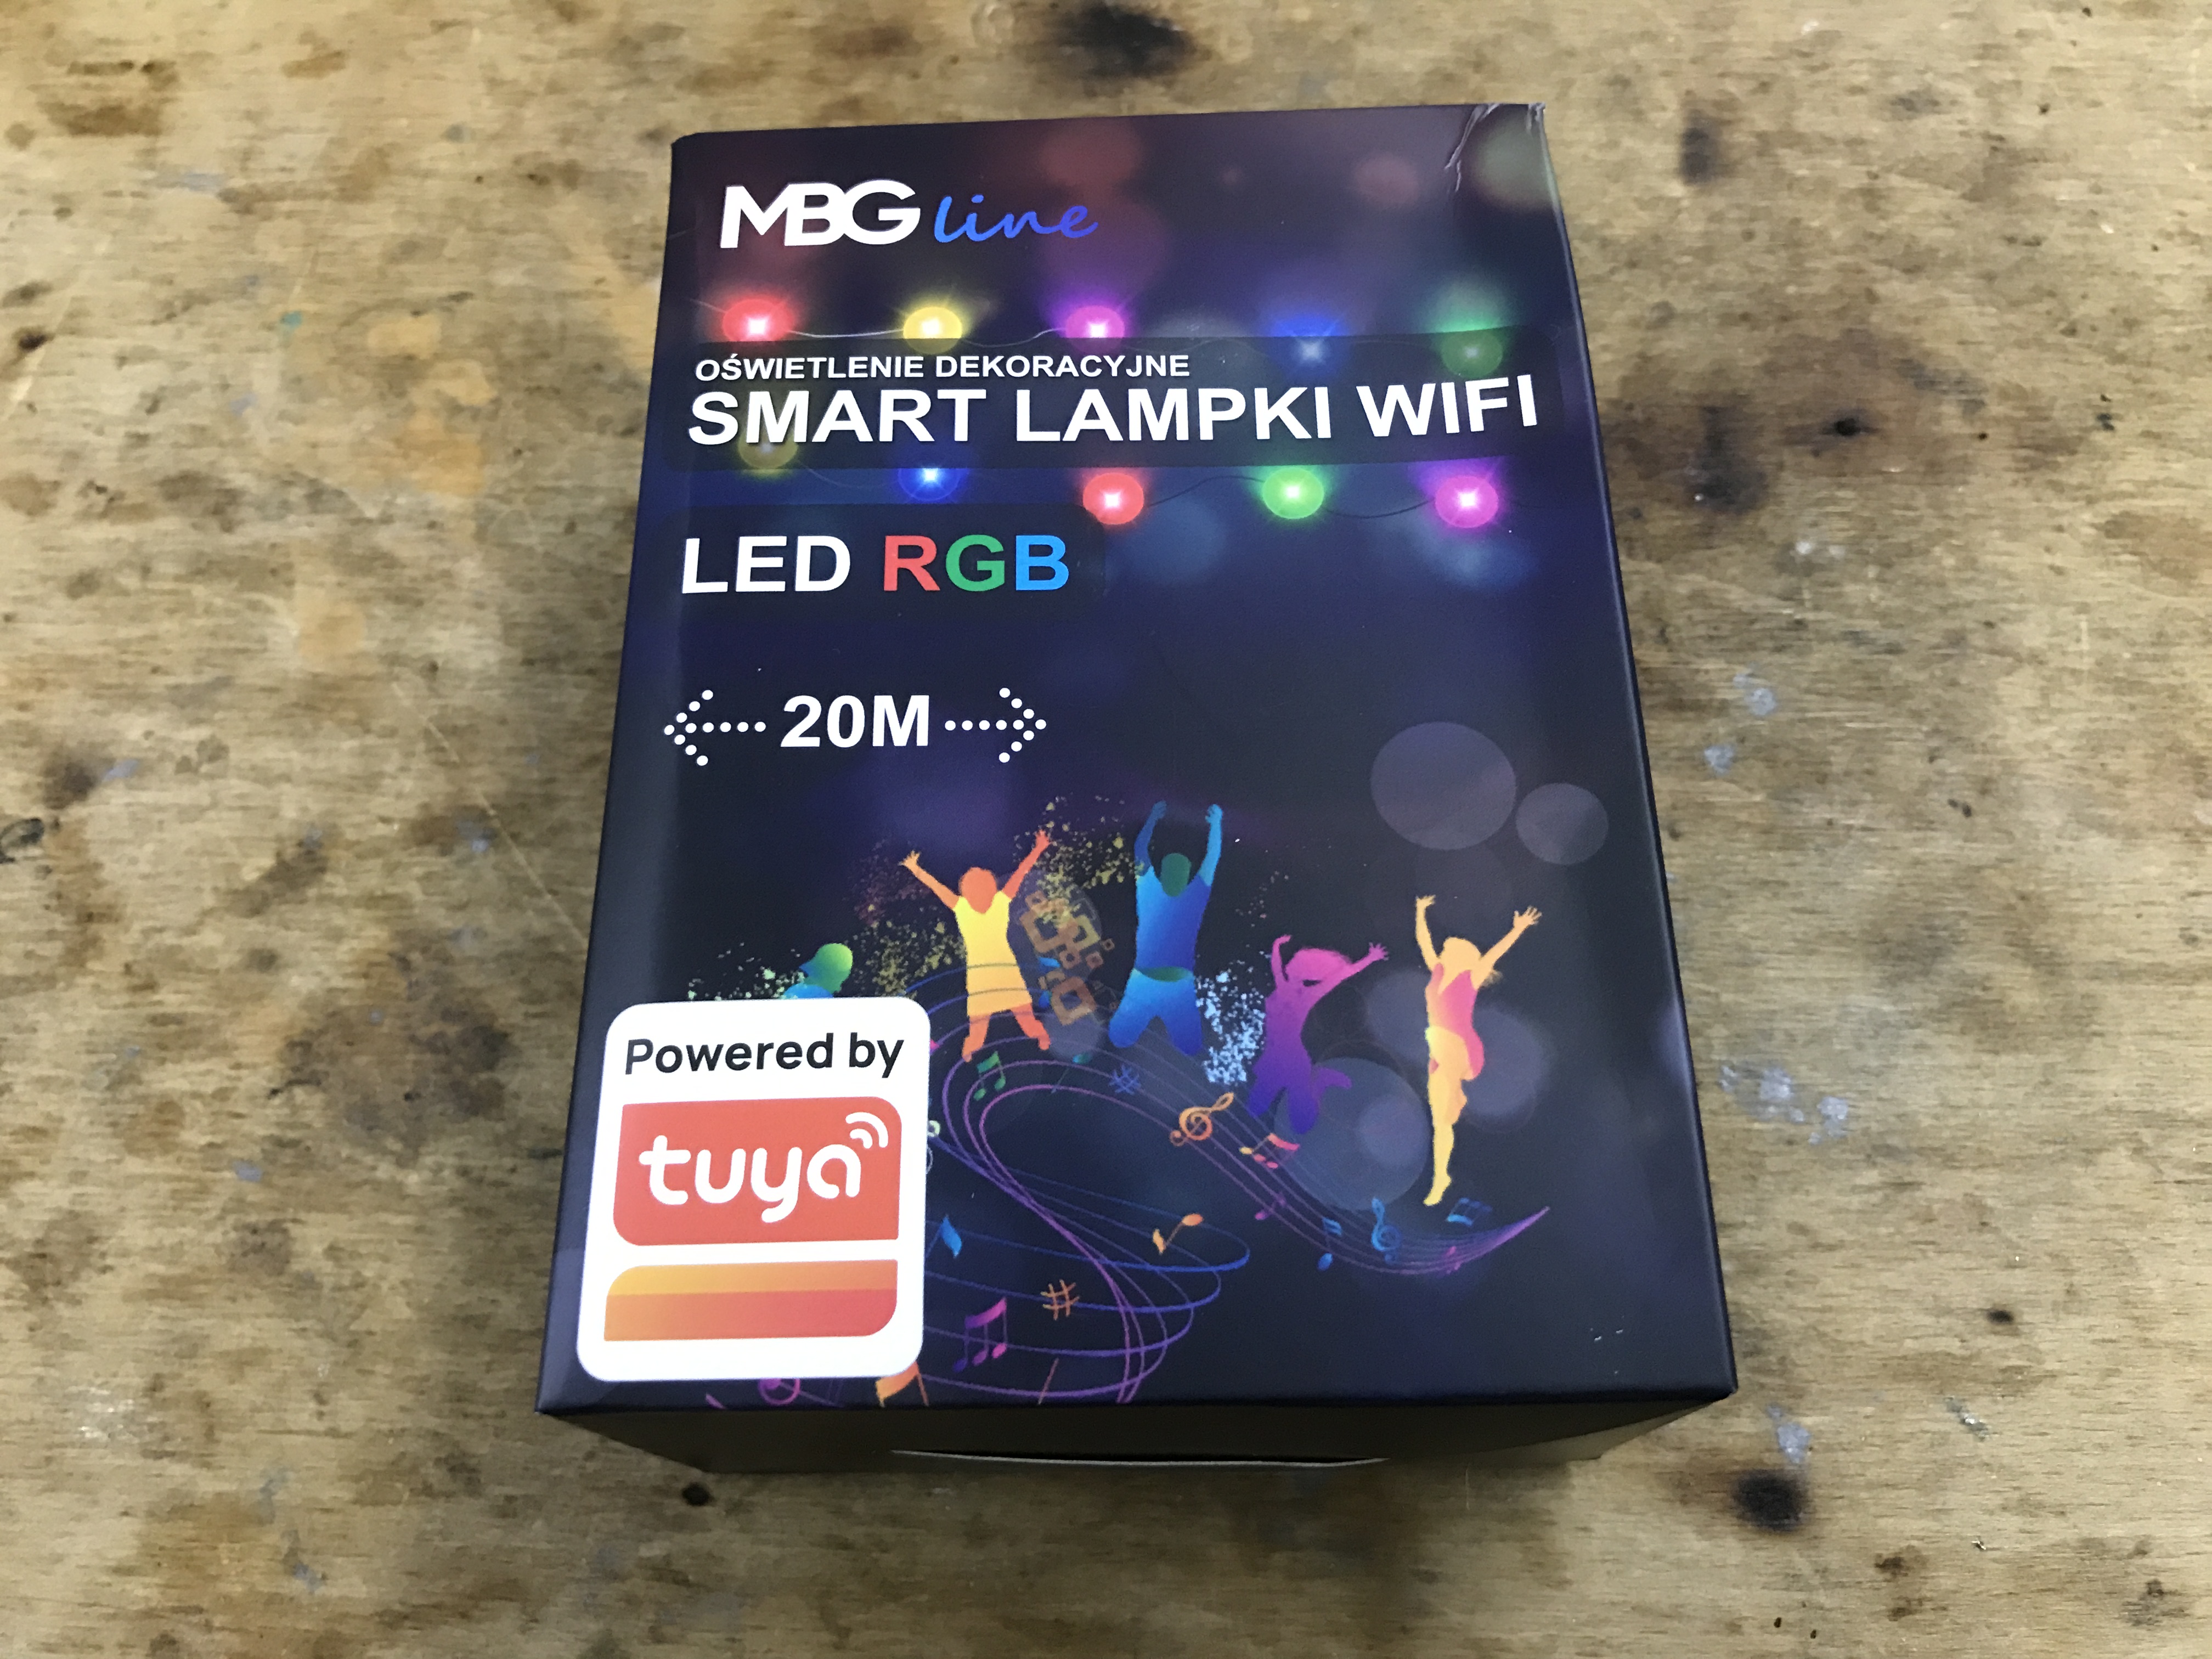 MBG line
OŚWIETLENIE DEKORACYJNE
SMART LAMPKI WIFI
LED RGB
20M
Powered by
tuya